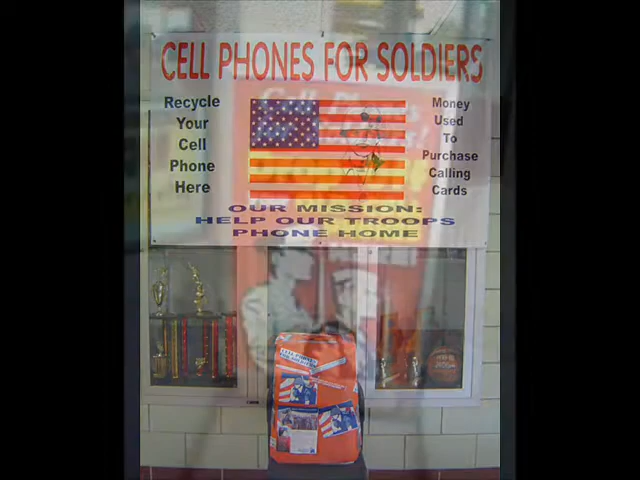 CELL PHONES FOR SOLDIERS
Recycle
Your
Cell
Phone
Here
Money
Used
To
Purchase
Calling
Cards
OUR MISSION:
HELP OUR TROOPS
PHONE HOME